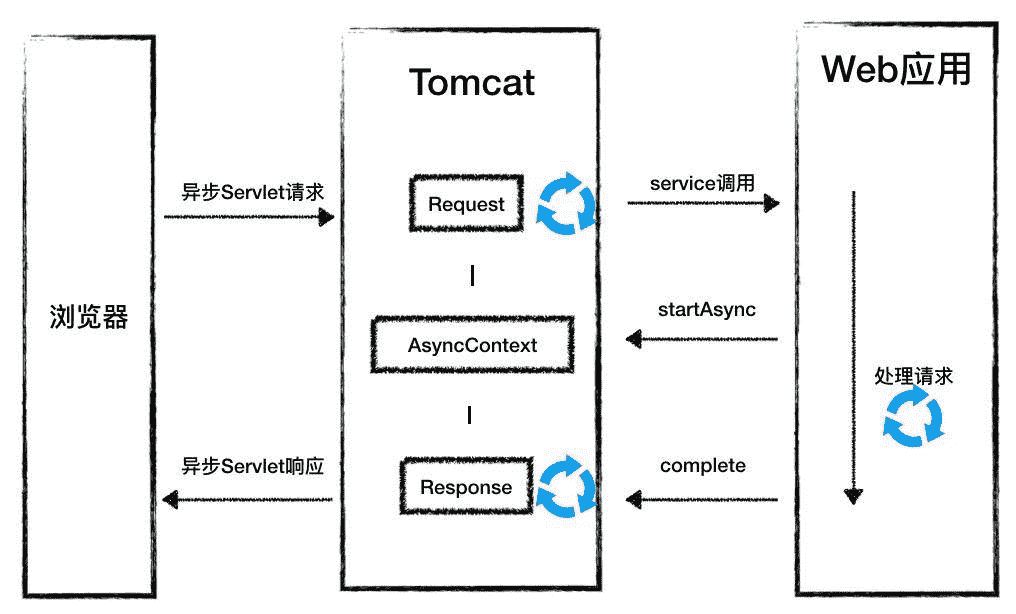 Tomcat
Web应用
异步Servlet请求
Request
service调用
浏览器
AsyncContext
startAsync
处理请求
异步Servlet响应
Response
complete